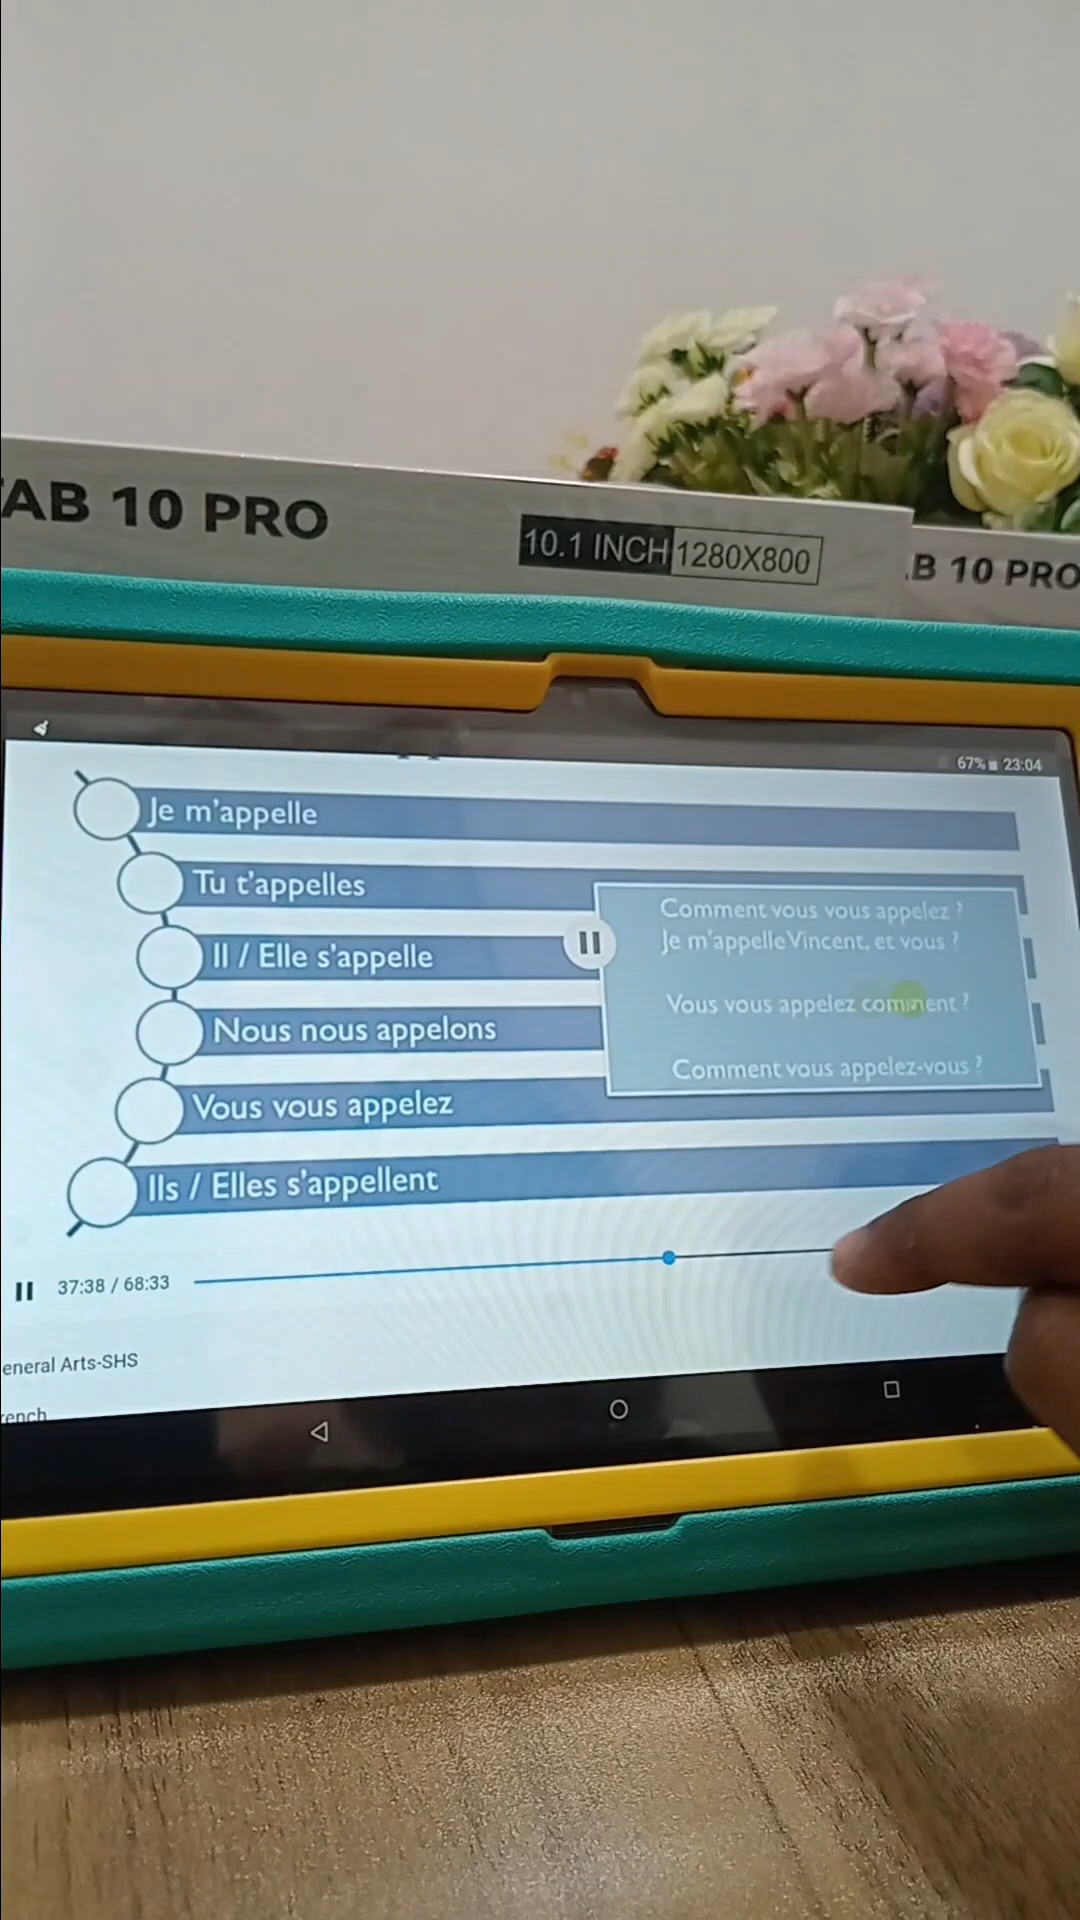 TAB 10 PRO
10.1 INCH 1280X800
B 10 PRO
67% 23:04
Je m'appelle
Tu t'appelles
Il / Elle s'appelle
Nous nous appelons
Vous vous appelez
Ils / Elles s'appellent
Comment vous vous appelez ?
Je m'appelle Vincent, et vous ?
Vous vous appelez comment ?
Comment vous appelez-vous ?
37:38 / 68:33
eneral Arts-SHS
rench